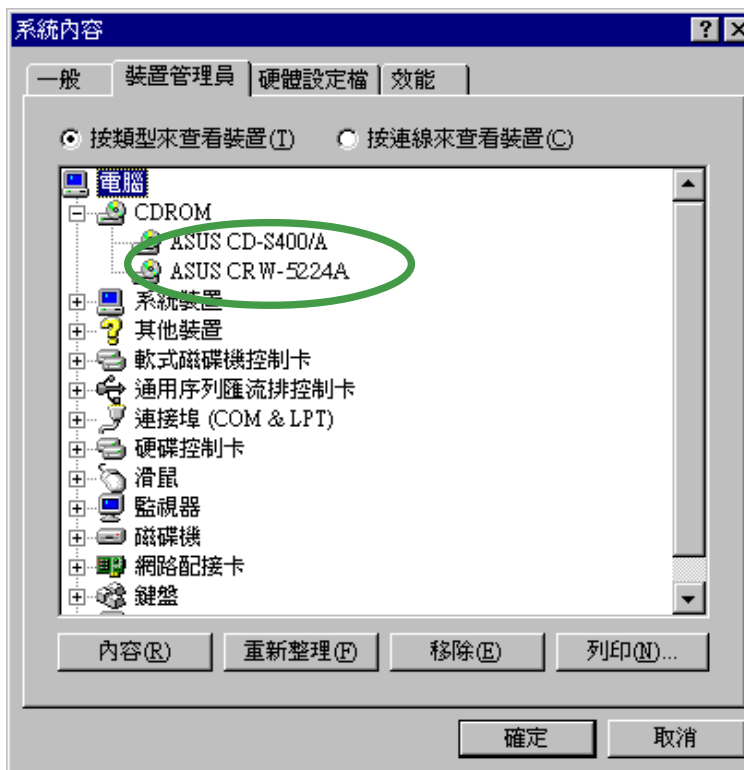 系統內容
一般 裝置管理員 硬體設定檔 效能
按類型來查看裝置(T) 按連線來查看裝置(C)
電腦
CDROM
ASUS CD-S400/A
ASUS CRW-5224A
系統裝置
其他裝置
軟式磁碟機控制卡
通用序列匯流排控制卡
連接埠 (COM & LPT)
硬碟控制卡
滑鼠
監視器
磁碟機
網路配接卡
鍵盤
內容(R) 重新整理(F) 移除(E) 列印(N)...
確定 取消